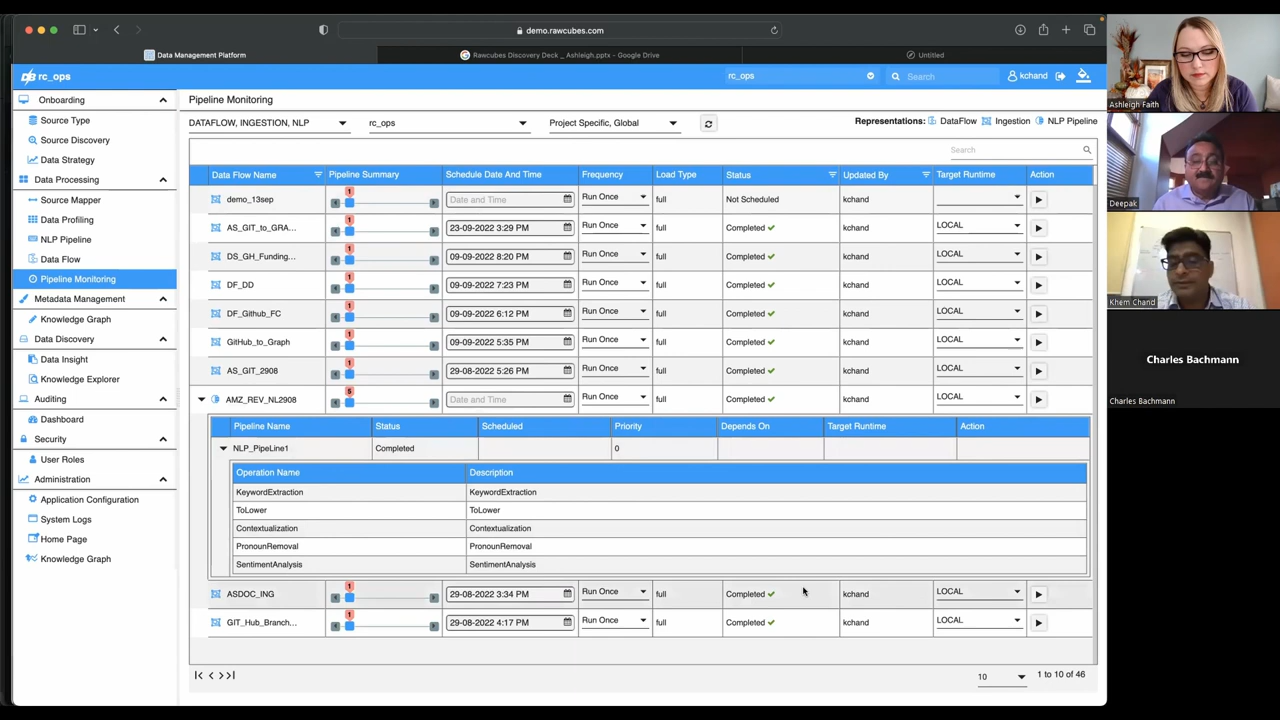 demo.rawcubes.com
Data Management Platform
Rawcubes Discovery Deck _ Ashleigh.pptx - Google Drive
Untitled
rc_ops
rc_ops
Search
kchand
Onboarding
Source Type
Source Discovery
Data Strategy
Data Processing
Source Mapper
Data Profiling
NLP Pipeline
Data Flow
Pipeline Monitoring
Metadata Management
Knowledge Graph
Data Discovery
Data Insight
Knowledge Explorer
Auditing
Dashboard
Security
User Roles
Administration
Application Configuration
System Logs
Home Page
Knowledge Graph
Pipeline Monitoring
DATAFLOW, INGESTION, NLP rc_ops Project Specific, Global
Representations: DataFlow Ingestion NLP Pipeline
Search
Data Flow Name Pipeline Summary Schedule Date And Time Frequency Load Type Status Updated By Target Runtime Action
demo_13sep 1 Date and Time Run Once full Not Scheduled kchand
AS_GIT_to_GRA... 1 23-09-2022 3:29 PM Run Once full Completed kchand LOCAL
DS_GH_Funding... 1 09-09-2022 8:20 PM Run Once full Completed kchand LOCAL
DF_DD 1 09-09-2022 7:23 PM Run Once full Completed kchand LOCAL
DF_Github_FC 1 09-09-2022 6:12 PM Run Once full Completed kchand LOCAL
GitHub_to_Graph 1 09-09-2022 5:35 PM Run Once full Completed kchand LOCAL
AS_GIT_2908 1 29-08-2022 5:26 PM Run Once full Completed kchand LOCAL
AMZ_REV_NL2908 5 Date and Time Run Once full Completed kchand LOCAL
Pipeline Name Status Scheduled Priority Depends On Target Runtime Action
NLP_PipeLine1 Completed 0
Operation Name Description
KeywordExtraction KeywordExtraction
ToLower ToLower
Contextualization Contextualization
PronounRemoval PronounRemoval
SentimentAnalysis SentimentAnalysis
ASDOC_ING 1 29-08-2022 3:34 PM Run Once full Completed kchand LOCAL
GIT_Hub_Branch... 1 29-08-2022 4:17 PM Run Once full Completed kchand LOCAL
10 1 to 10 of 46
Ashleigh Faith
Deepak
Khem Chand
Charles Bachmann
Charles Bachmann